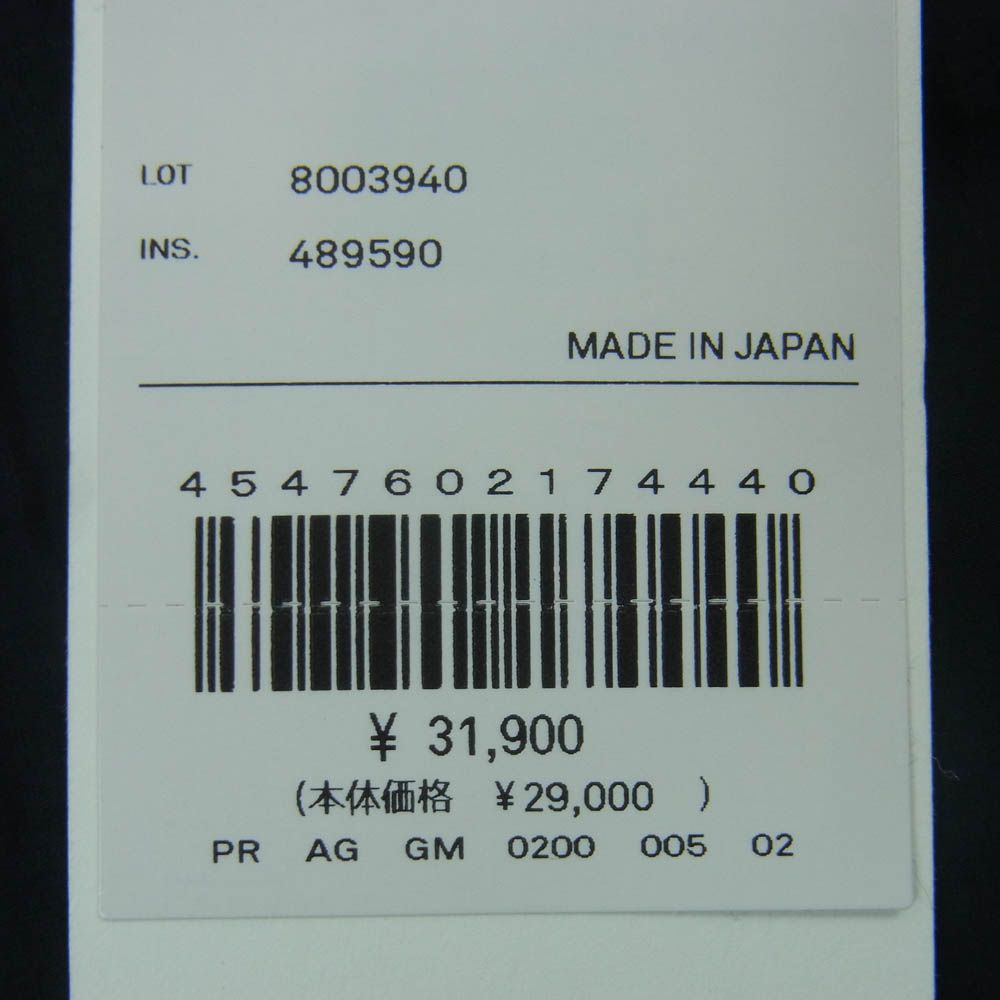 LOT 8003940
INS. 489590
MADE IN JAPAN
4547602174440
¥ 31,900
(本体価格 ¥29,000 )
PR AG GM 0200 005 02